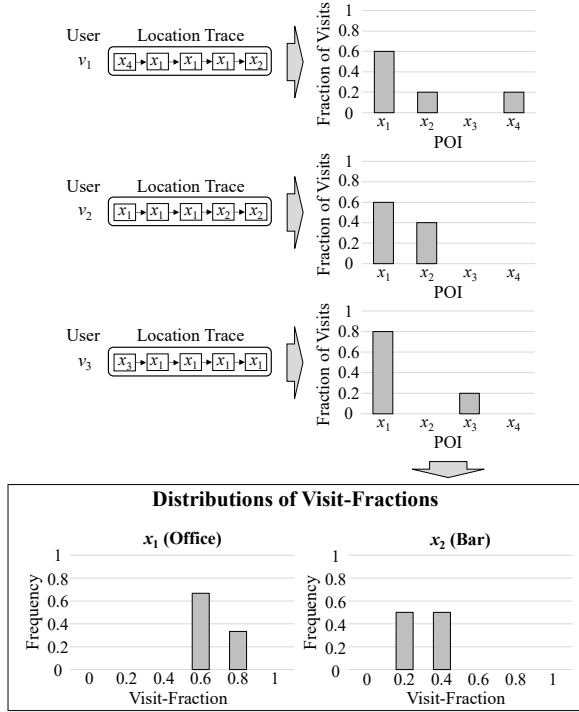 User Location Trace
v1 x4 x1 x1 x1 x2
Fraction of Visits
1
0.8
0.6
0.4
0.2
0
x1 x2 x3 x4
POI
User Location Trace
v2 x1 x1 x1 x2 x2
Fraction of Visits
1
0.8
0.6
0.4
0.2
0
x1 x2 x3 x4
POI
User Location Trace
v3 x3 x1 x1 x1 x1
Fraction of Visits
1
0.8
0.6
0.4
0.2
0
x1 x2 x3 x4
POI
Distributions of Visit-Fractions
x1 (Office)
Frequency
1
0.8
0.6
0.4
0.2
0
0 0.2 0.4 0.6 0.8 1
Visit-Fraction
x2 (Bar)
Frequency
1
0.8
0.6
0.4
0.2
0
0 0.2 0.4 0.6 0.8 1
Visit-Fraction